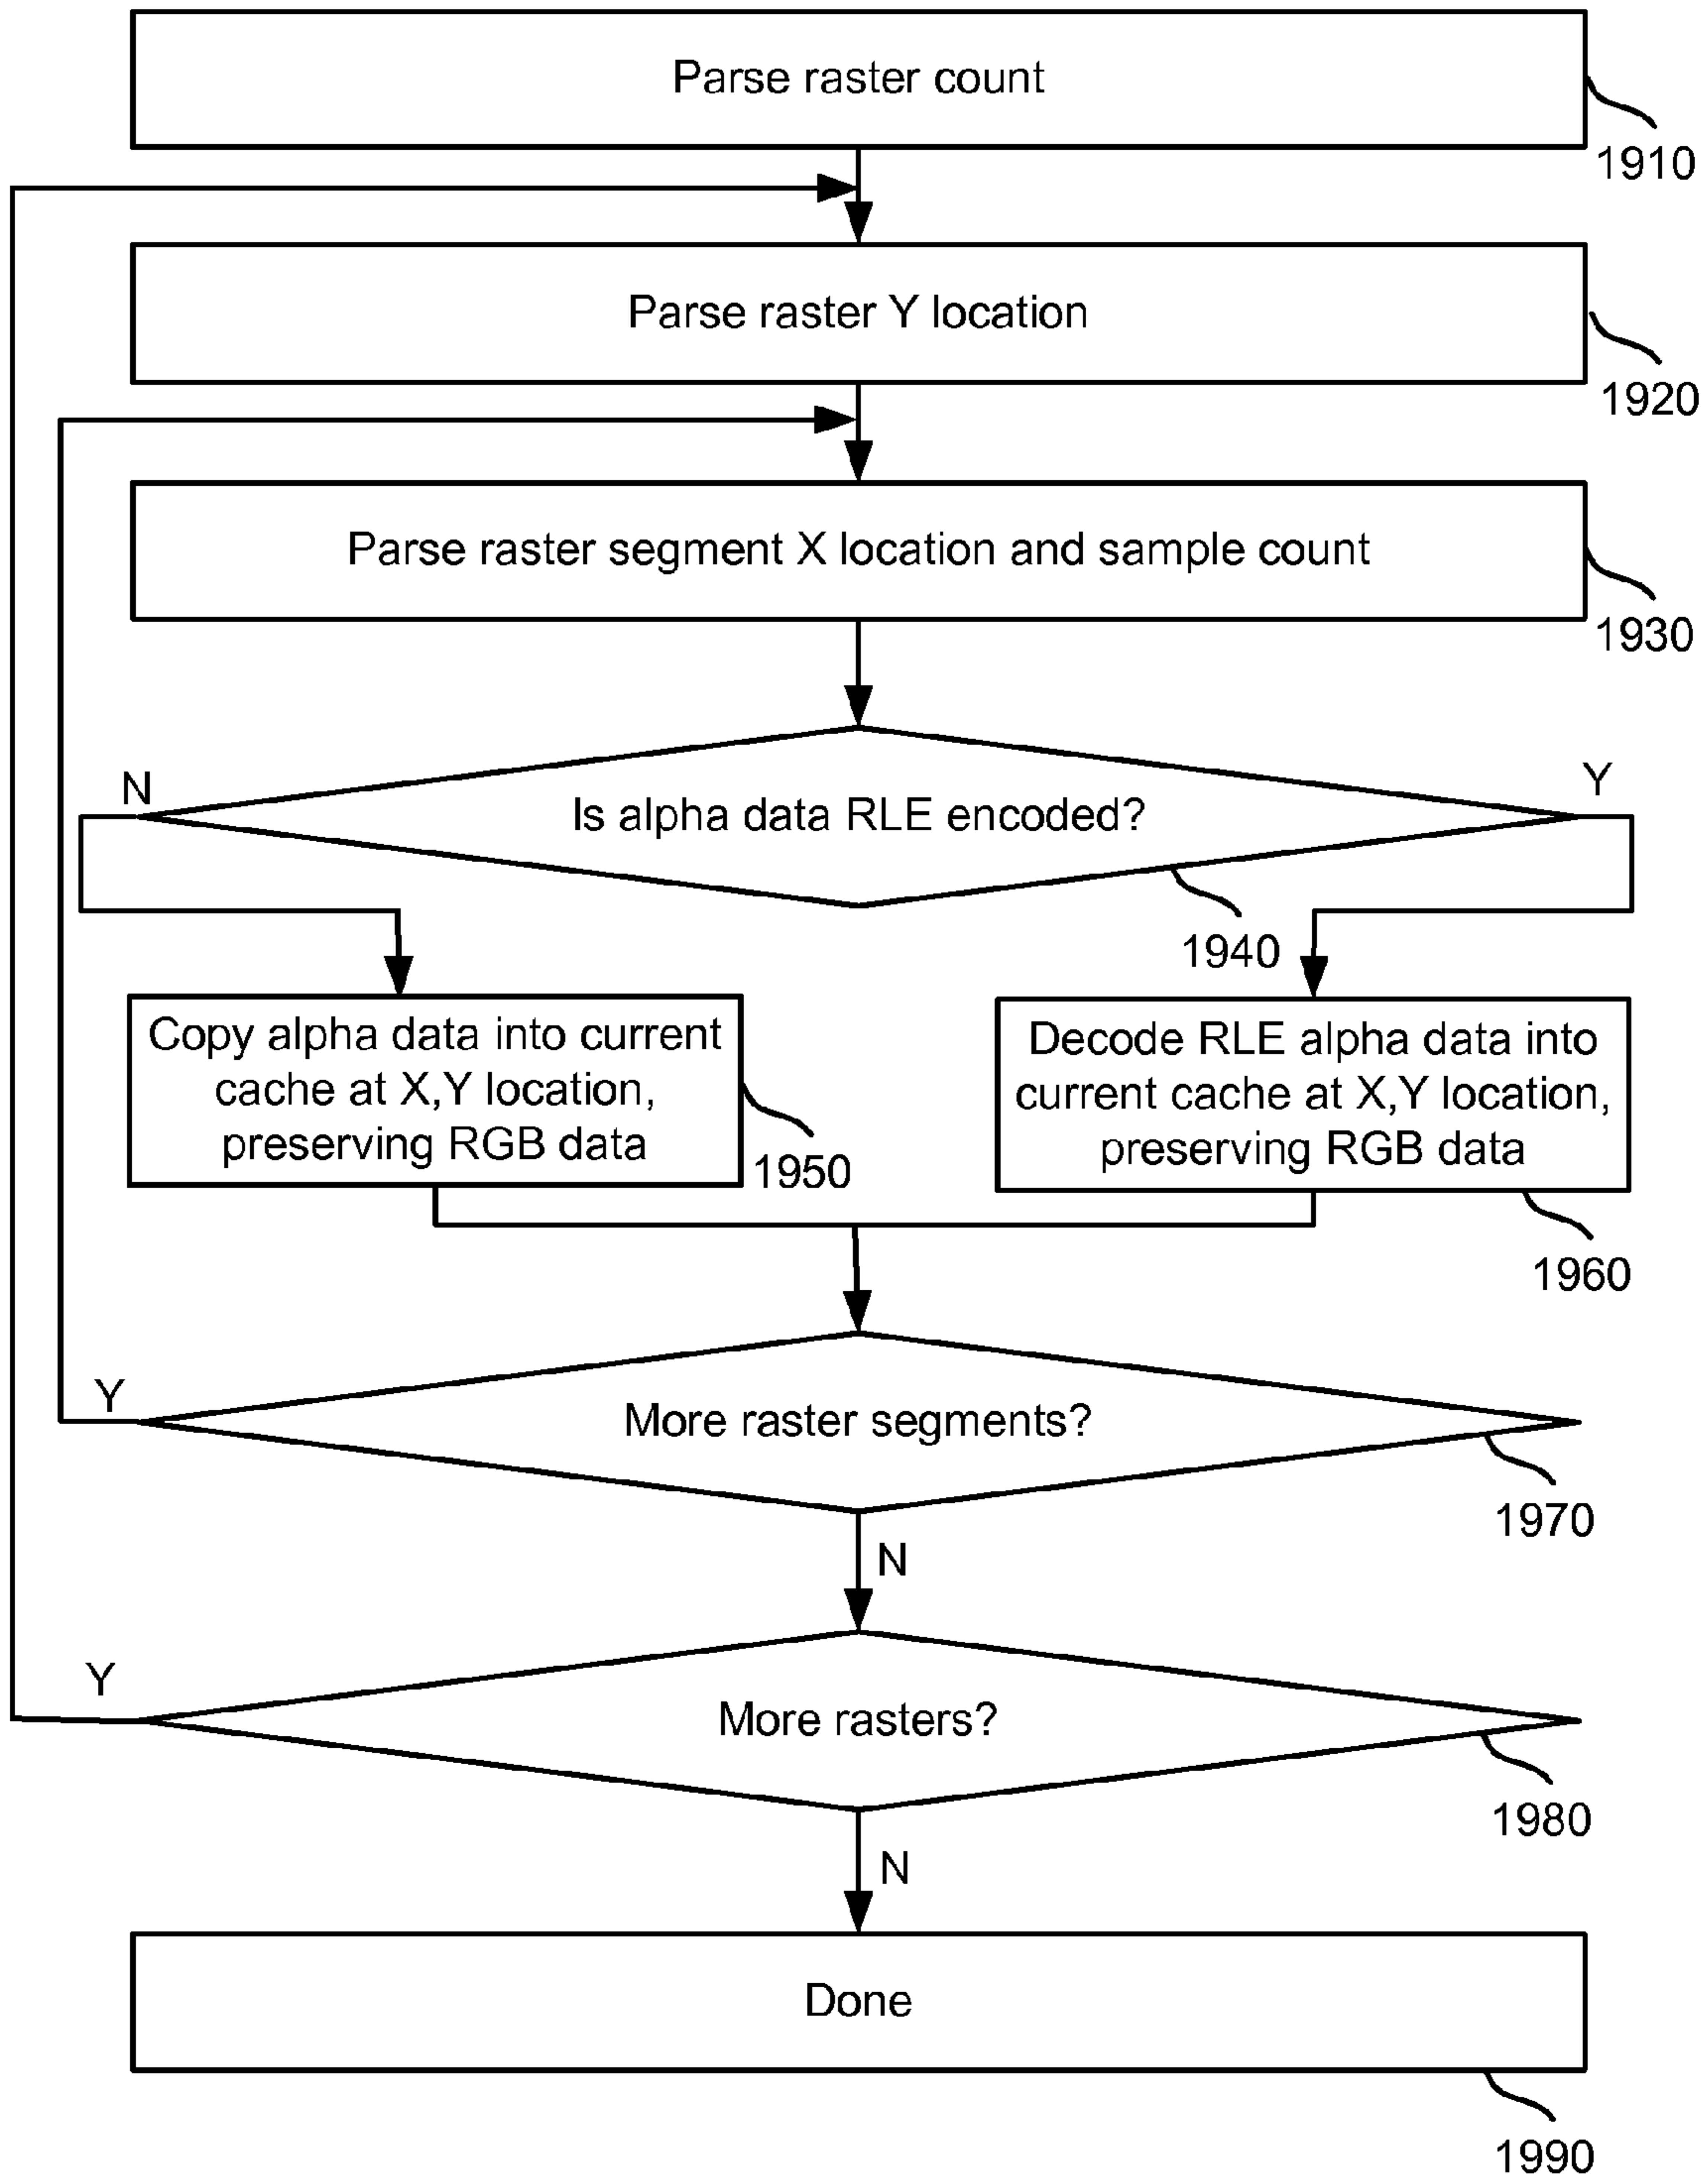 Parse raster count
1910
Parse raster Y location
1920
Parse raster segment X location and sample count
1930
N
Y
Is alpha data RLE encoded?
1940
Copy alpha data into current
cache at X,Y location,
preserving RGB data
1950
Decode RLE alpha data into
current cache at X,Y location,
preserving RGB data
1960
Y
More raster segments?
1970
N
Y
More rasters?
1980
N
Done
1990